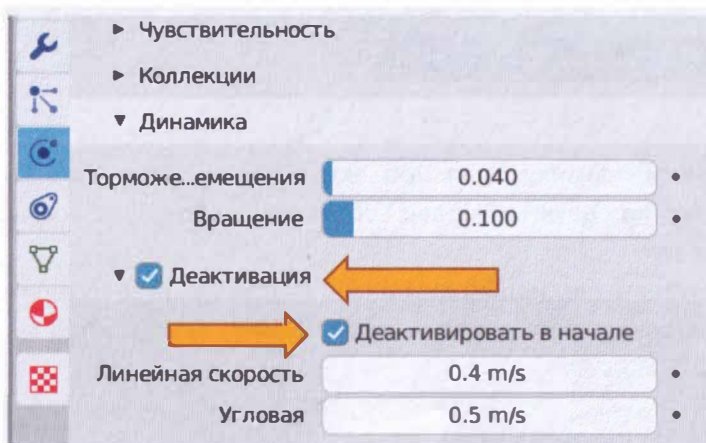 Чувствительность
Коллекции
Динамика
Торможе...емещения 0.040
Вращение 0.100
Деактивация
Деактивировать в начале
Линейная скорость 0.4 m/s
Угловая 0.5 m/s